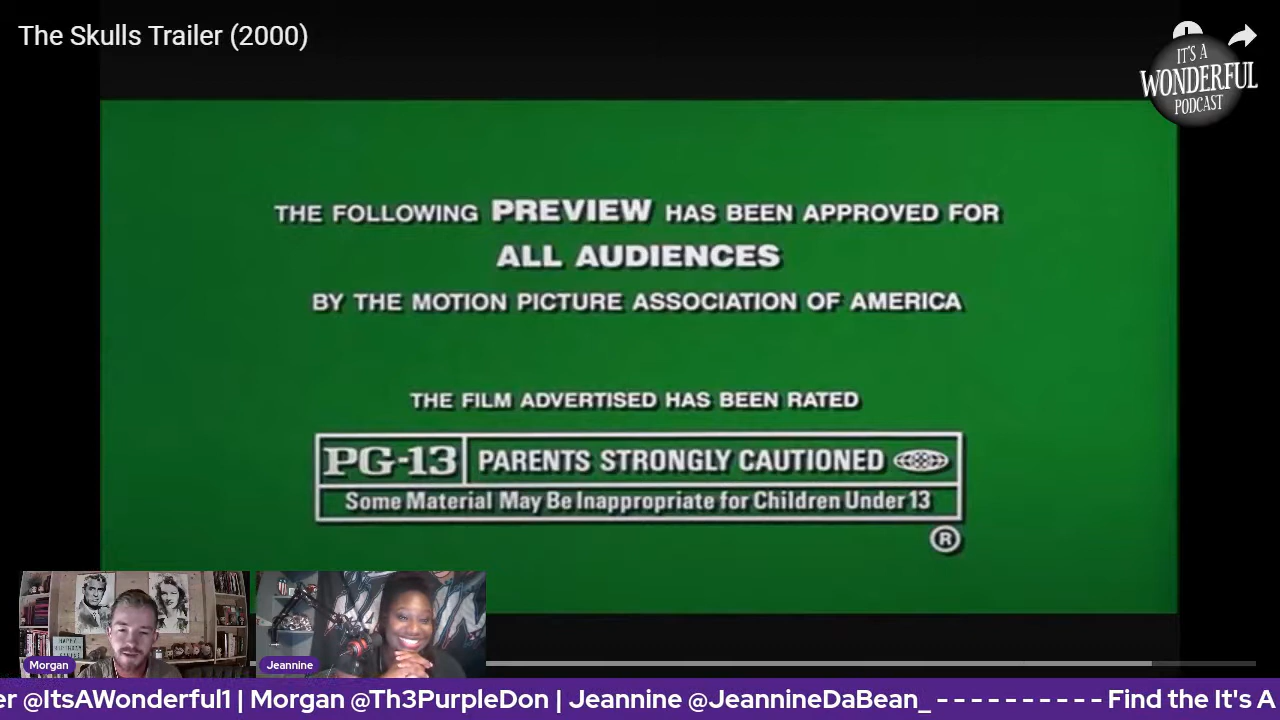 The Skulls Trailer (2000)
IT'S A
WONDERFUL
PODCAST
THE FOLLOWING PREVIEW HAS BEEN APPROVED FOR
ALL AUDIENCES
BY THE MOTION PICTURE ASSOCIATION OF AMERICA
THE FILM ADVERTISED HAS BEEN RATED
PG-13 PARENTS STRONGLY CAUTIONED
Some Material May Be Inappropriate for Children Under 13
®
HAPPY
BIRTHDAY
Morgan
Jeannine
er @ItsAWonderful1 | Morgan @Th3PurpleDon | Jeannine @JeannineDaBean_ - - - - - - - - - - Find the It's A